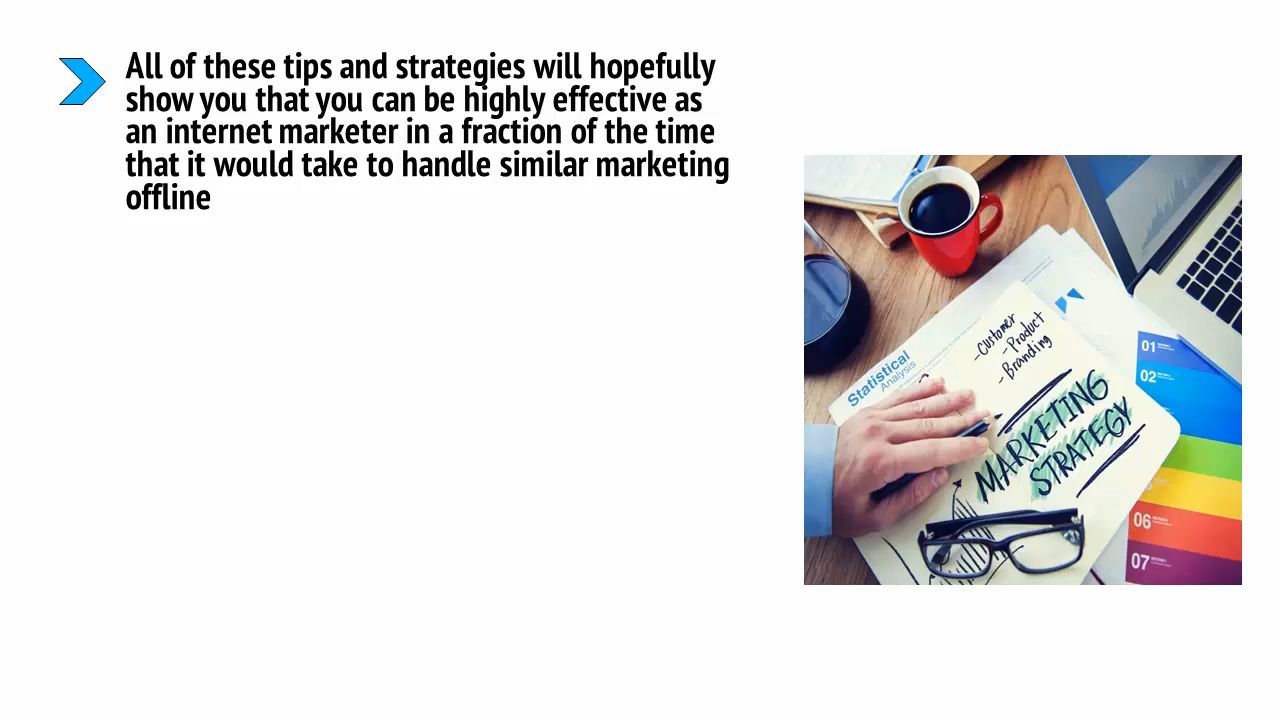 All of these tips and strategies will hopefully
show you that you can be highly effective as
an internet marketer in a fraction of the time
that it would take to handle similar marketing
offline
-Customer
-Product
-Branding
Statistical
Analysis
MARKETING
STRATEGY
01
02
06
07